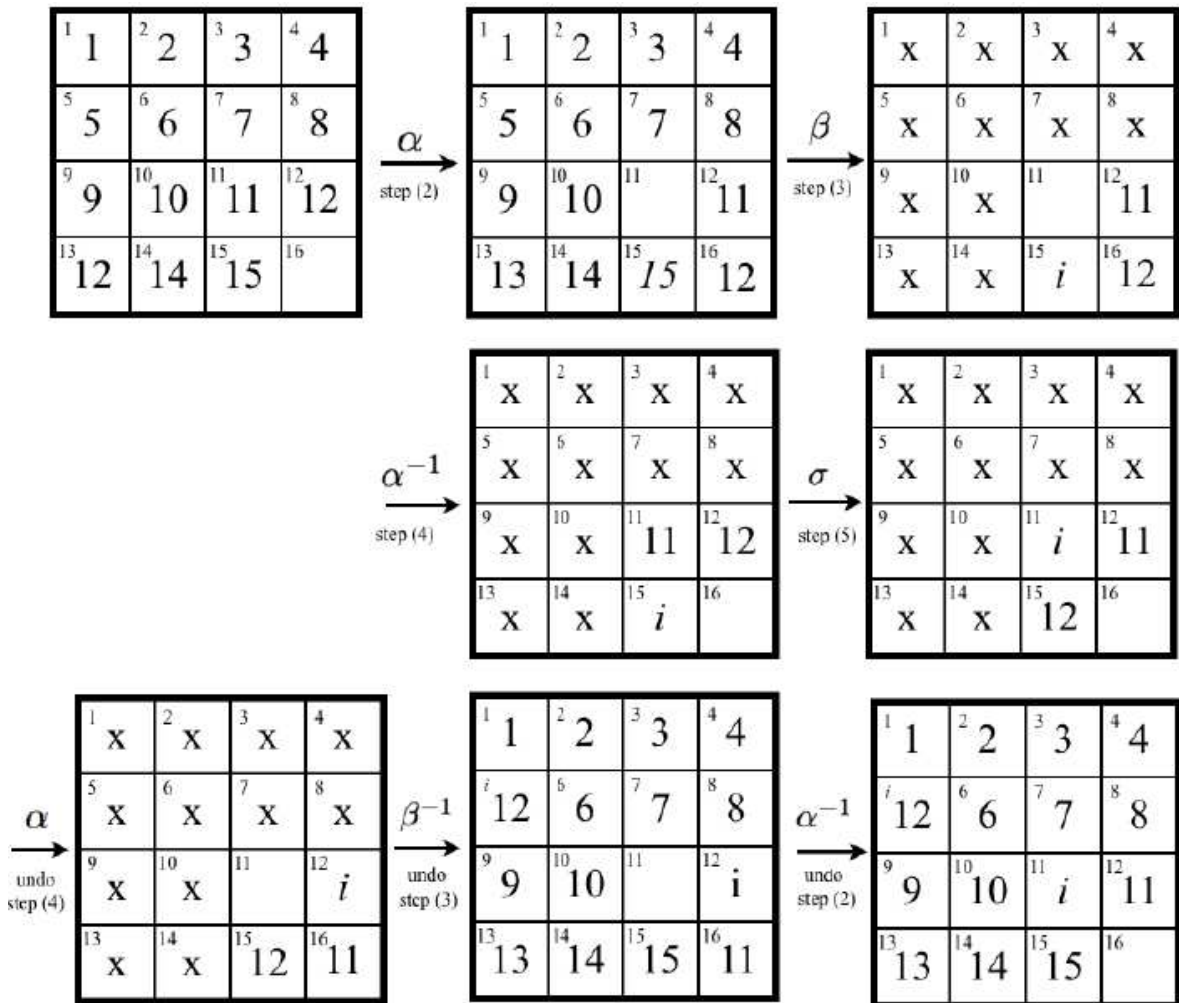 1 1 2 2 3 3 4 4
5 5 6 6 7 7 8 8
9 9 10 10 11 11 12 12
13 12 14 14 15 15 16
α
step (2)
1 1 2 2 3 3 4 4
5 5 6 6 7 7 8 8
9 9 10 10 11 12 11
13 13 14 14 15 15 16 12
β
step (3)
1 x 2 x 3 x 4 x
5 x 6 x 7 x 8 x
9 x 10 x 11 12 11
13 x 14 x 15 i 16 12
α⁻¹
step (4)
1 x 2 x 3 x 4 x
5 x 6 x 7 x 8 x
9 x 10 x 11 11 12 12
13 x 14 x 15 i 16
σ
step (5)
1 x 2 x 3 x 4 x
5 x 6 x 7 x 8 x
9 x 10 x 11 i 12 11
13 x 14 x 15 12 16
α
undo
step (4)
1 x 2 x 3 x 4 x
5 x 6 x 7 x 8 x
9 x 10 x 11 12 i
13 x 14 x 15 12 16 11
β⁻¹
undo
step (3)
1 1 2 2 3 3 4 4
i 12 6 6 7 7 8 8
9 9 10 10 11 12 i
13 13 14 14 15 15 16 11
α⁻¹
undo
step (2)
1 1 2 2 3 3 4 4
i 12 6 6 7 7 8 8
9 9 10 10 11 i 12 11
13 13 14 14 15 15 16